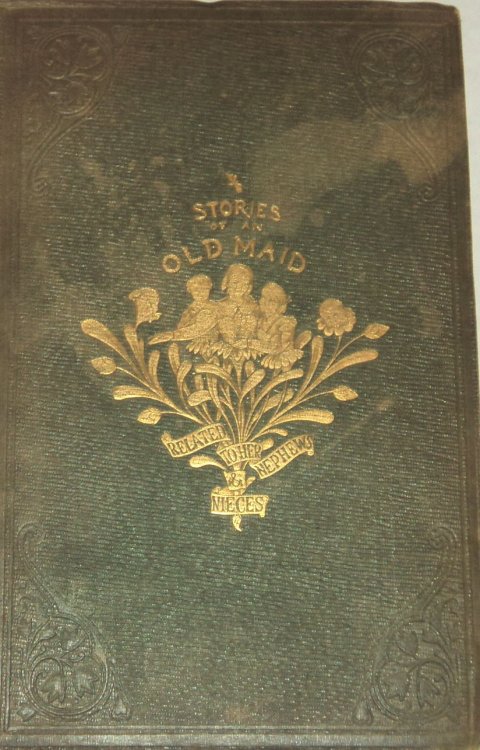 STORIES
OF AN
OLD MAID
RELATED
TO HER
NEPHEWS
&
NIECES